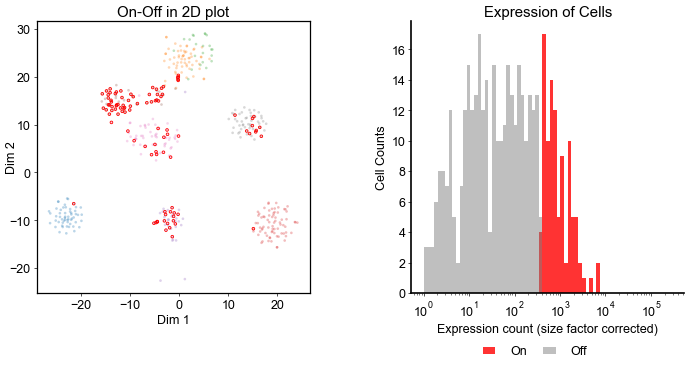 On-Off in 2D plot
30
20
10
0
−10
−20
Dim 2
−20 −10 0 10 20
Dim 1
Expression of Cells
16
14
12
10
8
6
4
2
0
Cell Counts
10^0 10^1 10^2 10^3 10^4 10^5
Expression count (size factor corrected)
On Off